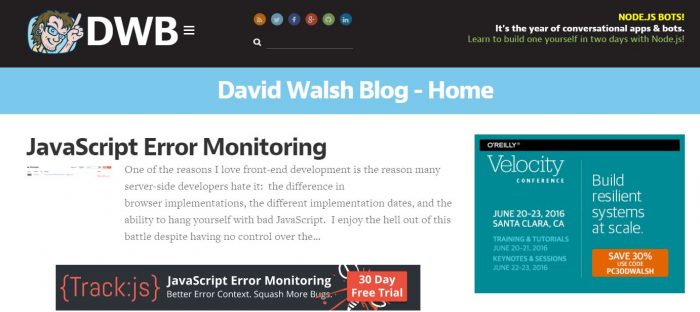 DWB
NODE.JS BOTS!
It's the year of conversational apps & bots.
Learn to build one yourself in two days with Node.js!
David Walsh Blog - Home
JavaScript Error Monitoring
One of the reasons I love front-end development is the reason many
server-side developers hate it:  the difference in
browser implementations, the different implementation dates, and the
ability to hang yourself with bad JavaScript.  I enjoy the hell out of this
battle despite having no control over the...
{Track:js}
JavaScript Error Monitoring
Better Error Context. Squash More Bugs.
30 Day
Free Trial
O'REILLY®
Velocity
CONFERENCE
JUNE 20-23, 2016
SANTA CLARA, CA
TRAINING & TUTORIALS
JUNE 20-21, 2016
KEYNOTES & SESSIONS
JUNE 22-23, 2016
Build
resilient
systems
at scale.
SAVE 30%
USE CODE
PC30DWALSH